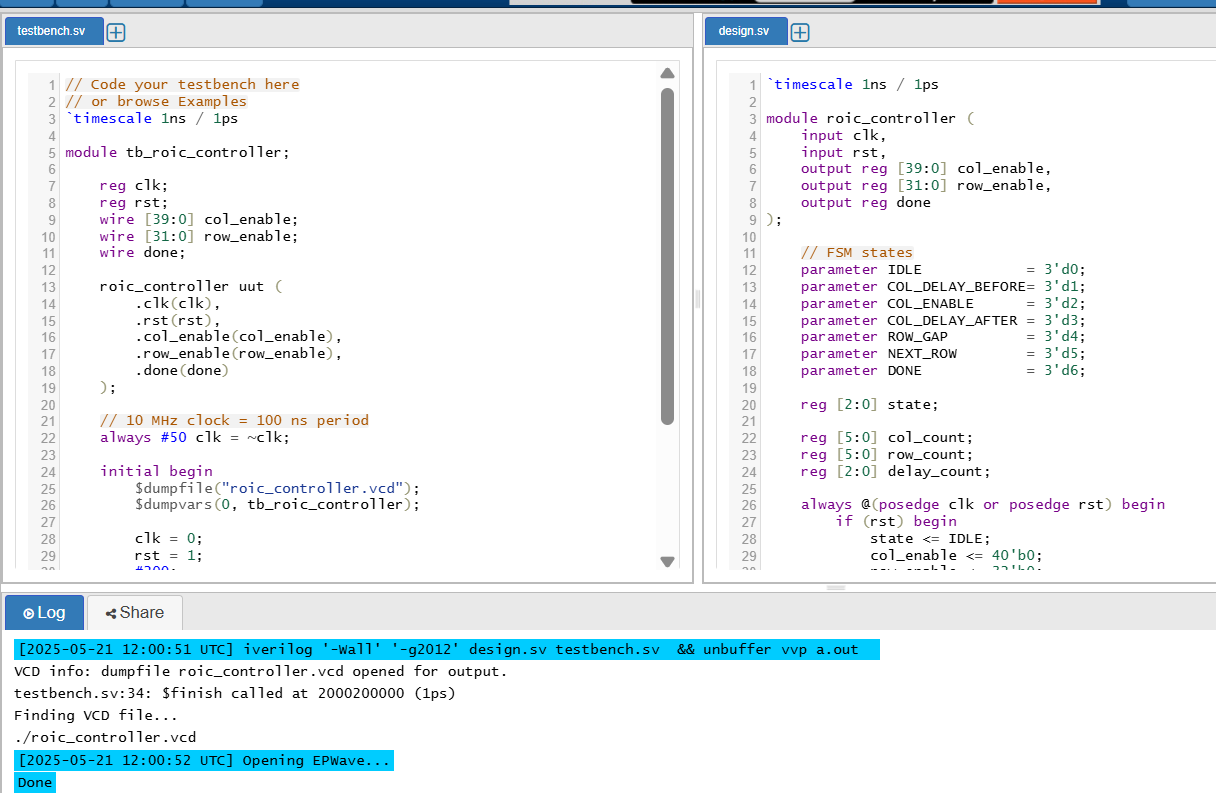 testbench.sv
1 // Code your testbench here
2 // or browse Examples
3 `timescale 1ns / 1ps
4
5 module tb_roic_controller;
6
7     reg clk;
8     reg rst;
9     wire [39:0] col_enable;
10     wire [31:0] row_enable;
11     wire done;
12
13     roic_controller uut (
14         .clk(clk),
15         .rst(rst),
16         .col_enable(col_enable),
17         .row_enable(row_enable),
18         .done(done)
19     );
20
21     // 10 MHz clock = 100 ns period
22     always #50 clk = ~clk;
23
24     initial begin
25         $dumpfile("roic_controller.vcd");
26         $dumpvars(0, tb_roic_controller);
27
28         clk = 0;
29         rst = 1;
design.sv
1 `timescale 1ns / 1ps
2
3 module roic_controller (
4     input clk,
5     input rst,
6     output reg [39:0] col_enable,
7     output reg [31:0] row_enable,
8     output reg done
9 );
10
11     // FSM states
12     parameter IDLE            = 3'd0;
13     parameter COL_DELAY_BEFORE= 3'd1;
14     parameter COL_ENABLE      = 3'd2;
15     parameter COL_DELAY_AFTER = 3'd3;
16     parameter ROW_GAP         = 3'd4;
17     parameter NEXT_ROW        = 3'd5;
18     parameter DONE            = 3'd6;
19
20     reg [2:0] state;
21
22     reg [5:0] col_count;
23     reg [5:0] row_count;
24     reg [2:0] delay_count;
25
26     always @(posedge clk or posedge rst) begin
27         if (rst) begin
28             state <= IDLE;
29             col_enable <= 40'b0;
Log
Share
[2025-05-21 12:00:51 UTC] iverilog '-Wall' '-g2012' design.sv testbench.sv  && unbuffer vvp a.out
VCD info: dumpfile roic_controller.vcd opened for output.
testbench.sv:34: $finish called at 2000200000 (1ps)
Finding VCD file...
./roic_controller.vcd
[2025-05-21 12:00:52 UTC] Opening EPWave...
Done